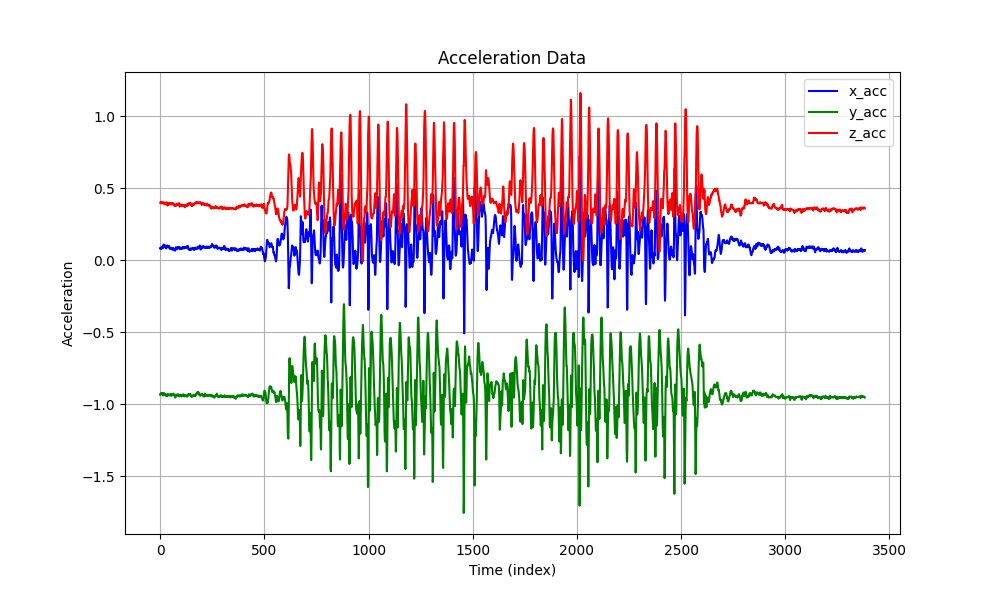 Acceleration Data
x_acc
y_acc
z_acc
1.0
0.5
0.0
−0.5
−1.0
−1.5
Acceleration
0 500 1000 1500 2000 2500 3000 3500
Time (index)